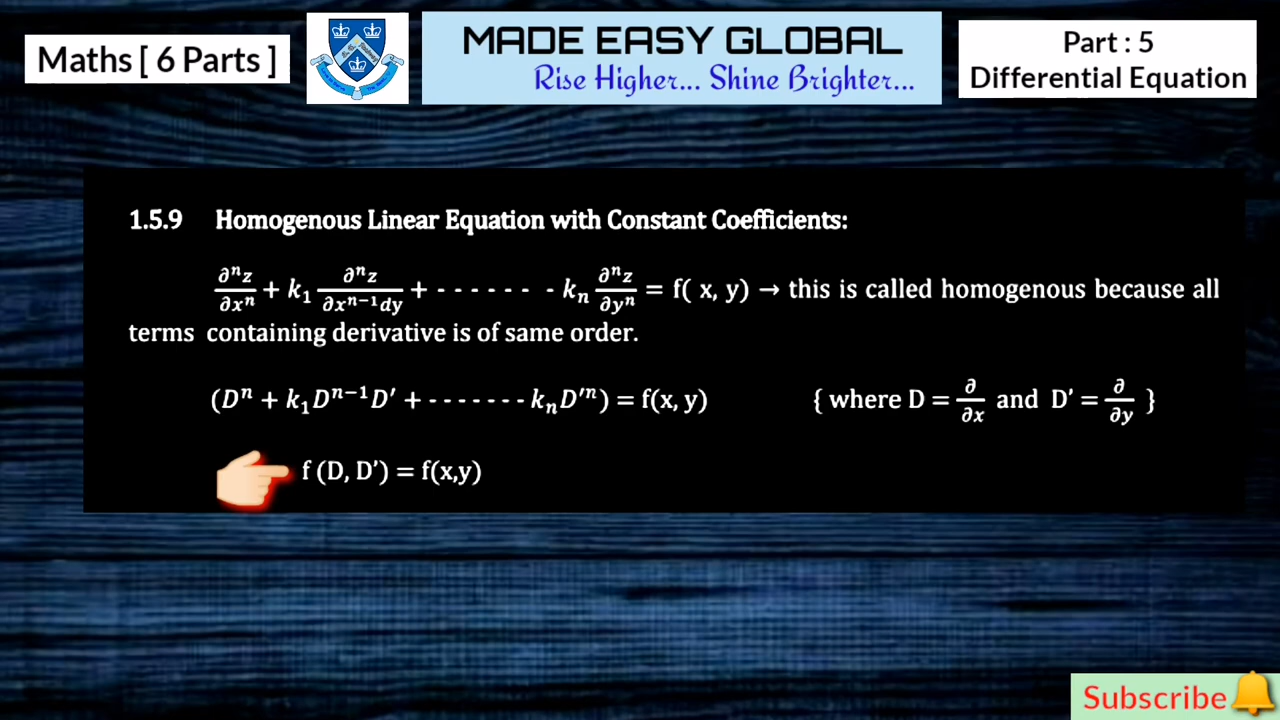 Maths [ 6 Parts ]
MADE EASY GLOBAL
Rise Higher... Shine Brighter...
Part : 5
Differential Equation
1.5.9 Homogenous Linear Equation with Constant Coefficients:
∂ⁿz/∂xⁿ + k₁ ∂ⁿz/∂xⁿ⁻¹dy + - - - - - - - kₙ ∂ⁿz/∂yⁿ = f( x, y) → this is called homogenous because all
terms containing derivative is of same order.
(Dⁿ + k₁Dⁿ⁻¹D′ + - - - - - - - kₙD′ⁿ) = f(x, y) { where D = ∂/∂x and D' = ∂/∂y }
f (D, D’) = f(x,y)
Subscribe